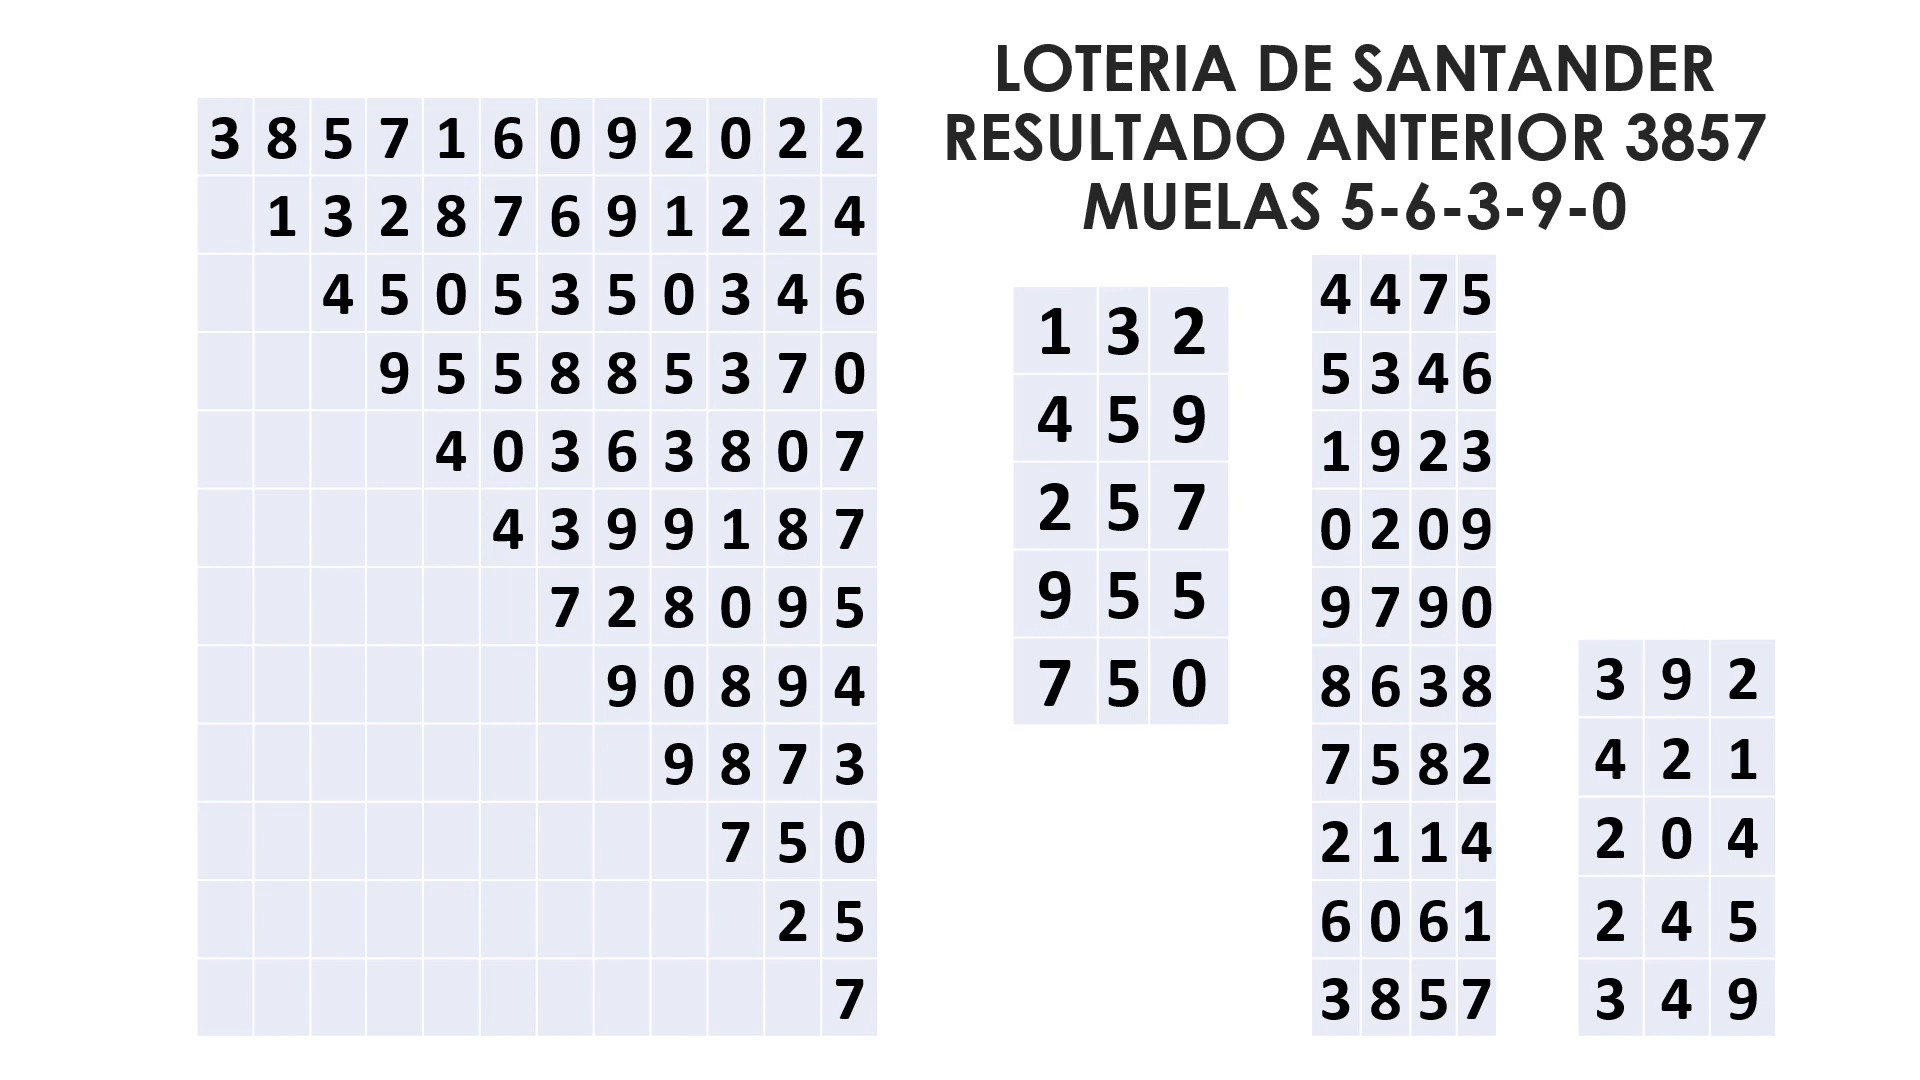 LOTERIA DE SANTANDER
RESULTADO ANTERIOR 3857
MUELAS 5-6-3-9-0
3 8 5 7 1 6 0 9 2 0 2 2
1 3 2 8 7 6 9 1 2 2 4
4 5 0 5 3 5 0 3 4 6
9 5 5 8 8 5 3 7 0
4 0 3 6 3 8 0 7
4 3 9 9 1 8 7
7 2 8 0 9 5
9 0 8 9 4
9 8 7 3
7 5 0
2 5
7
1 3 2
4 5 9
2 5 7
9 5 5
7 5 0
4 4 7 5
5 3 4 6
1 9 2 3
0 2 0 9
9 7 9 0
8 6 3 8
7 5 8 2
2 1 1 4
6 0 6 1
3 8 5 7
3 9 2
4 2 1
2 0 4
2 4 5
3 4 9